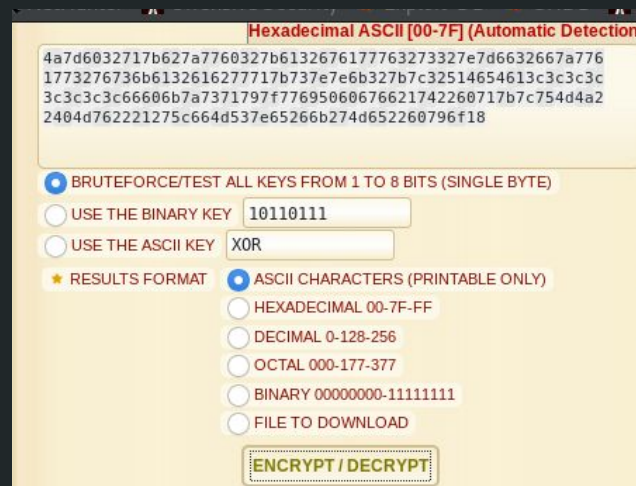 Hexadecimal ASCII [00-7F] (Automatic Detection
4a7d6032717b627a7760327b6132676177763273327e7d6632667a776
1773276736b6132616277717b737e7e6b327b7c32514654613c3c3c3c
3c3c3c3c66606b7a7371797f77695060676621742260717b7c754d4a2
2404d762221275c664d537e65266b274d652260796f18
BRUTEFORCE/TEST ALL KEYS FROM 1 TO 8 BITS (SINGLE BYTE)
USE THE BINARY KEY 10110111
USE THE ASCII KEY XOR
RESULTS FORMAT ASCII CHARACTERS (PRINTABLE ONLY)
HEXADECIMAL 00-7F-FF
DECIMAL 0-128-256
OCTAL 000-177-377
BINARY 00000000-11111111
FILE TO DOWNLOAD
ENCRYPT / DECRYPT